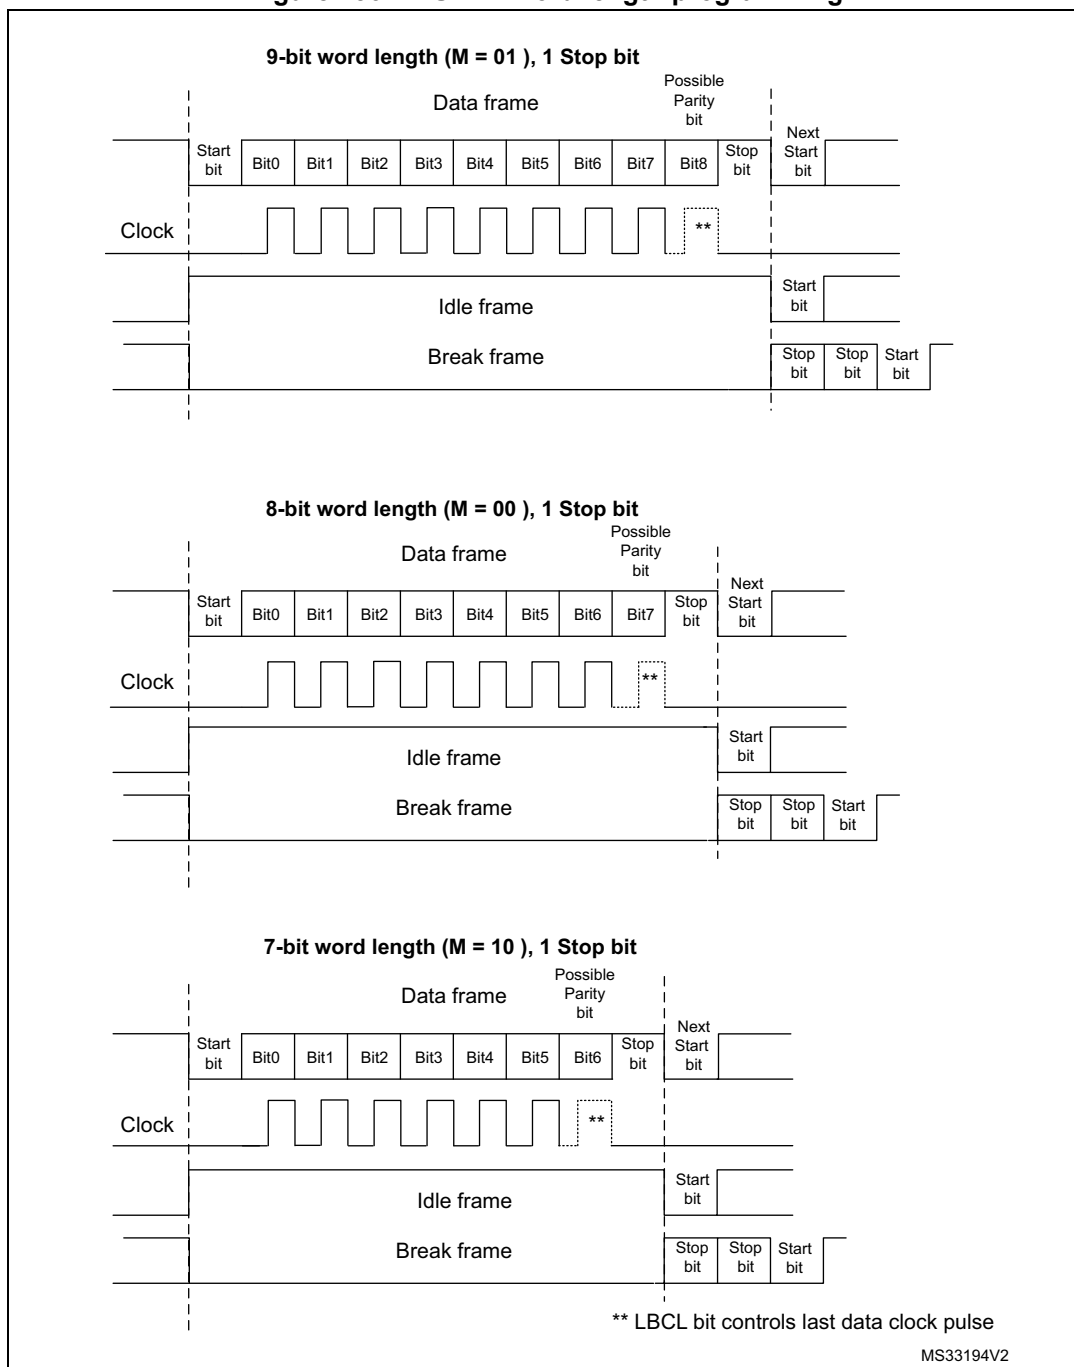 9-bit word length (M = 01 ), 1 Stop bit
Data frame
Possible
Parity
bit
Start
bit
Bit0
Bit1
Bit2
Bit3
Bit4
Bit5
Bit6
Bit7
Bit8
Stop
bit
Next
Start
bit
Clock
**
Idle frame
Start
bit
Break frame
Stop
bit
Stop
bit
Start
bit
8-bit word length (M = 00 ), 1 Stop bit
Data frame
Possible
Parity
bit
Start
bit
Bit0
Bit1
Bit2
Bit3
Bit4
Bit5
Bit6
Bit7
Stop
bit
Next
Start
bit
Clock
**
Idle frame
Start
bit
Break frame
Stop
bit
Stop
bit
Start
bit
7-bit word length (M = 10 ), 1 Stop bit
Data frame
Possible
Parity
bit
Start
bit
Bit0
Bit1
Bit2
Bit3
Bit4
Bit5
Bit6
Stop
bit
Next
Start
bit
Clock
**
Idle frame
Start
bit
Break frame
Stop
bit
Stop
bit
Start
bit
** LBCL bit controls last data clock pulse
MS33194V2